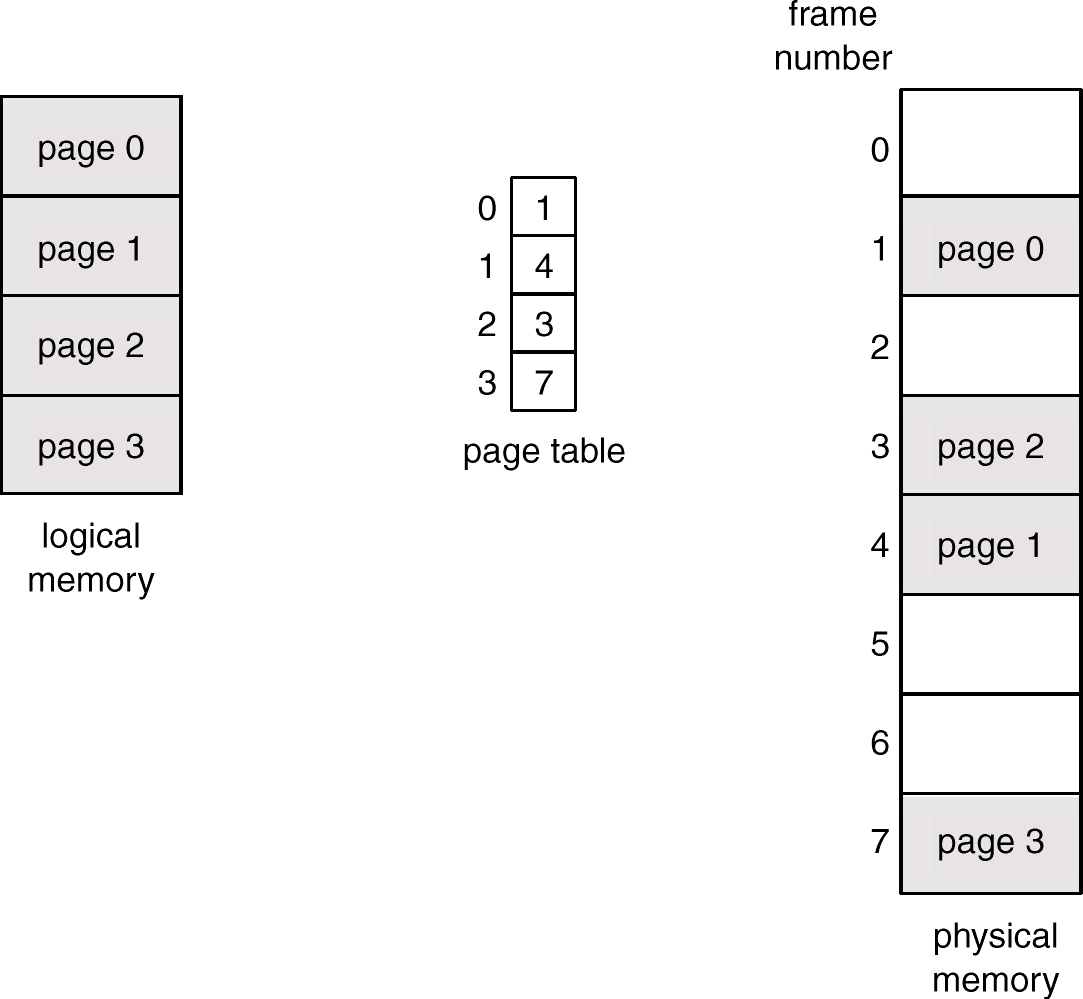 page 0
page 1
page 2
page 3
logical
memory
0 1
1 4
2 3
3 7
page table
frame
number
0
1 page 0
2
3 page 2
4 page 1
5
6
7 page 3
physical
memory